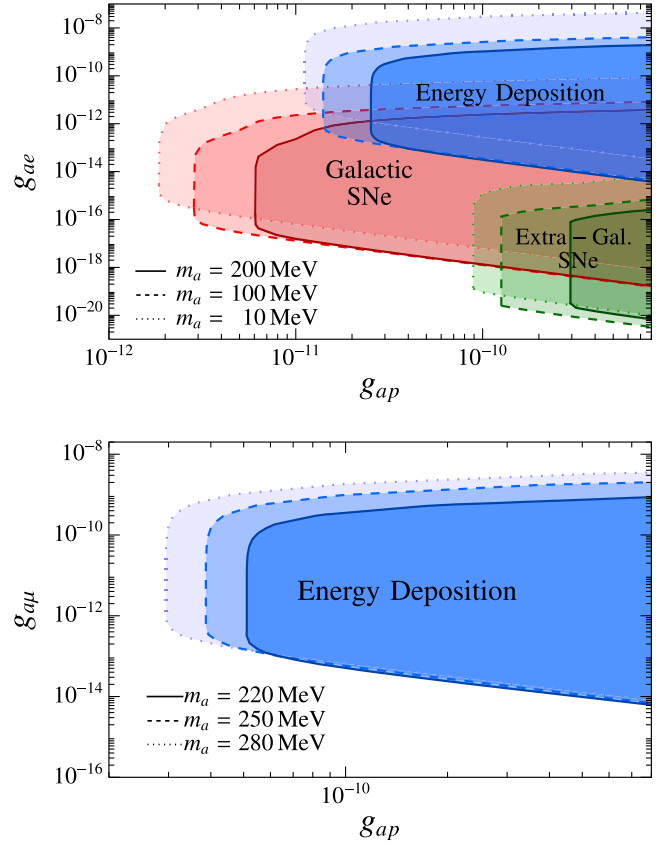 10⁻⁸
10⁻¹⁰
10⁻¹²
10⁻¹⁴
10⁻¹⁶
10⁻¹⁸
10⁻²⁰
g_ae
Energy Deposition
Galactic
SNe
Extra – Gal.
SNe
m_a = 200 MeV
m_a = 100 MeV
m_a = 10 MeV
10⁻¹² 10⁻¹¹ 10⁻¹⁰
g_ap
10⁻⁸
10⁻¹⁰
10⁻¹²
10⁻¹⁴
10⁻¹⁶
g_aμ
Energy Deposition
m_a = 220 MeV
m_a = 250 MeV
m_a = 280 MeV
10⁻¹⁰
g_ap